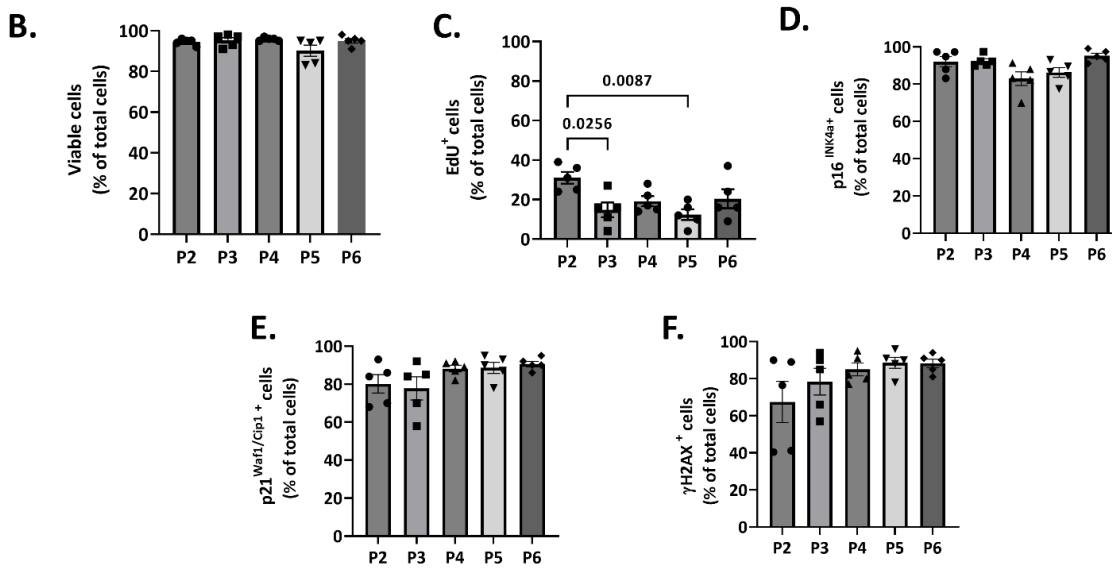 B.
Viable cells
(% of total cells)
100
80
60
40
20
0
P2 P3 P4 P5 P6
C.
EdU⁺ cells
(% of total cells)
100
80
60
40
20
0
0.0087
0.0256
P2 P3 P4 P5 P6
D.
p16 ᴵᴺᴷ⁴ᵃ⁺ cells
(% of total cells)
100
80
60
40
20
0
P2 P3 P4 P5 P6
E.
p21 Waf1/Cip1 + cells
(% of total cells)
100
80
60
40
20
0
P2 P3 P4 P5 P6
F.
γH2AX⁺ cells
(% of total cells)
100
80
60
40
20
0
P2 P3 P4 P5 P6